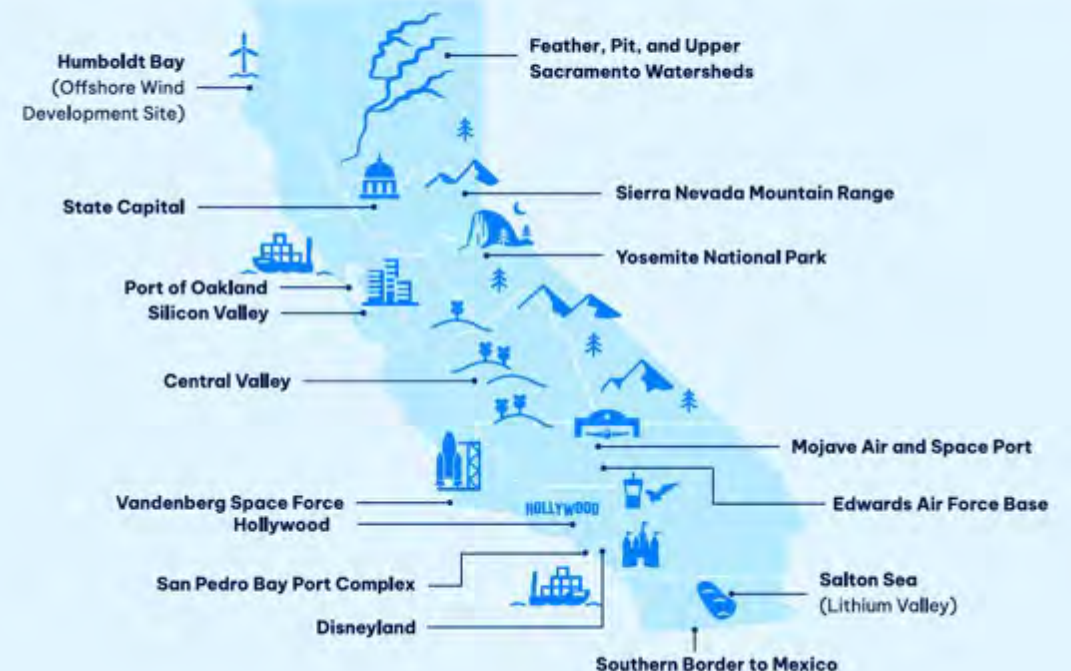 Feather, Pit, and Upper
Sacramento Watersheds
Humboldt Bay
(Offshore Wind
Development Site)
Sierra Nevada Mountain Range
State Capital
Yosemite National Park
Port of Oakland
Silicon Valley
Central Valley
Mojave Air and Space Port
Vandenberg Space Force
Edwards Air Force Base
HOLLYWOOD
Hollywood
San Pedro Bay Port Complex
Salton Sea
(Lithium Valley)
Disneyland
Southern Border to Mexico